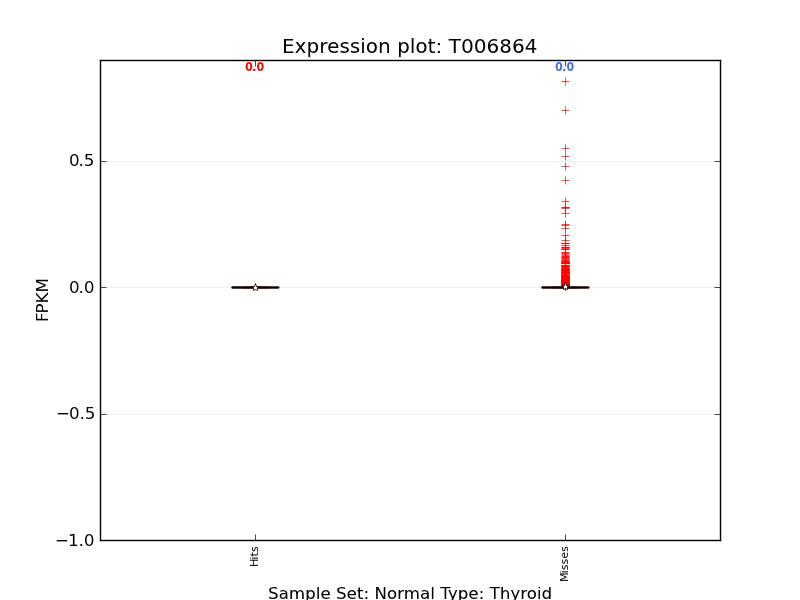 Expression plot: T006864
0.0 0.0
0.5
0.0
−0.5
−1.0
FPKM
Hits Misses
Sample Set: Normal Type: Thyroid